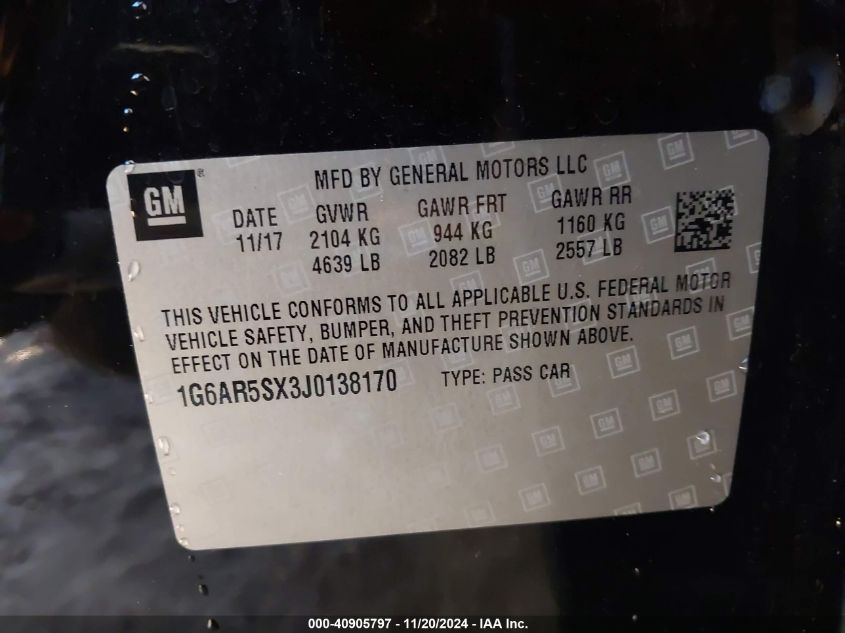 GM
®
MFD BY GENERAL MOTORS LLC
DATE GVWR GAWR FRT GAWR RR
11/17 2104 KG 944 KG 1160 KG
4639 LB 2082 LB 2557 LB
THIS VEHICLE CONFORMS TO ALL APPLICABLE U.S. FEDERAL MOTOR
VEHICLE SAFETY, BUMPER, AND THEFT PREVENTION STANDARDS IN
EFFECT ON THE DATE OF MANUFACTURE SHOWN ABOVE.
1G6AR5SX3J0138170 TYPE: PASS CAR
000-40905797 - 11/20/2024 - IAA Inc.